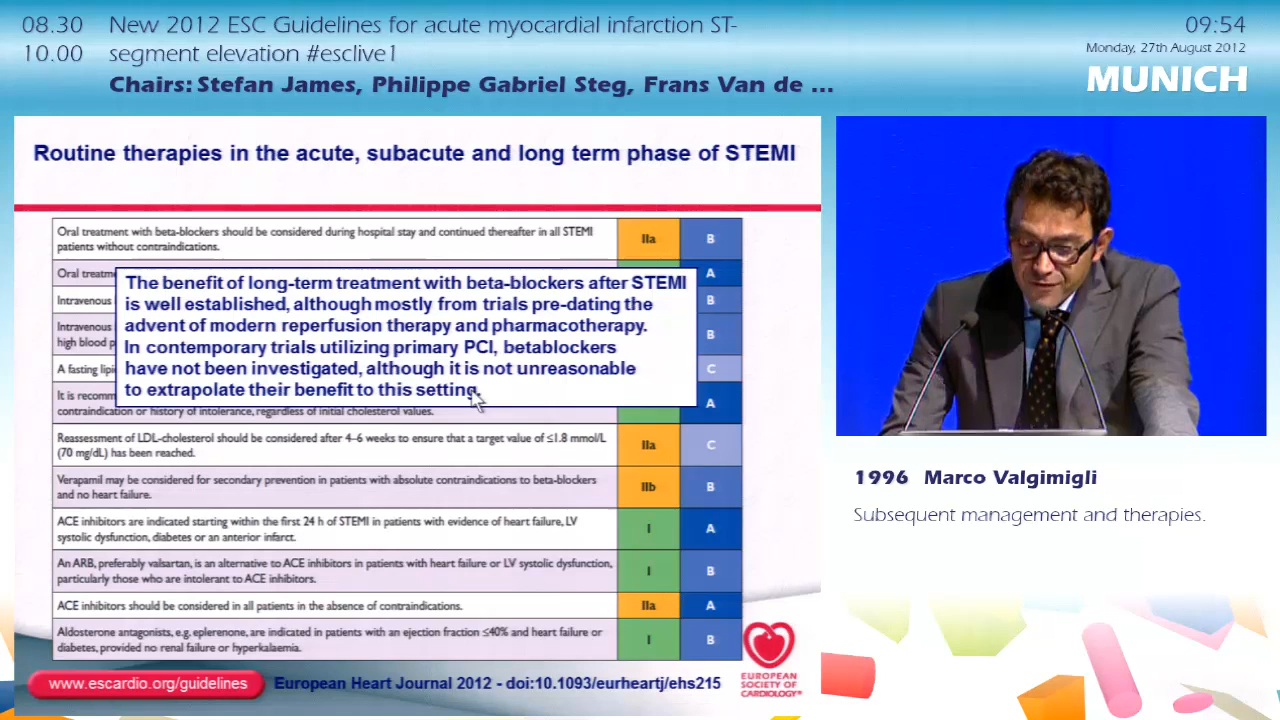 08.30 New 2012 ESC Guidelines for acute myocardial infarction ST-
10.00 segment elevation #esclive1
Chairs: Stefan James, Philippe Gabriel Steg, Frans Van de ...
09:54
Monday, 27th August 2012
MUNICH
Routine therapies in the acute, subacute and long term phase of STEMI
Oral treatment with beta-blockers should be considered during hospital stay and continued thereafter in all STEMI
patients without contraindications.
IIa B
Oral treatm
A
Intravenous
B
Intravenous
high blood p
B
A fasting lipi
C
It is recomm
contraindication or history of intolerance, regardless of initial cholesterol values.
A
The benefit of long-term treatment with beta-blockers after STEMI
is well established, although mostly from trials pre-dating the
advent of modern reperfusion therapy and pharmacotherapy.
In contemporary trials utilizing primary PCI, betablockers
have not been investigated, although it is not unreasonable
to extrapolate their benefit to this setting.
Reassessment of LDL-cholesterol should be considered after 4–6 weeks to ensure that a target value of ≤1.8 mmol/L
(70 mg/dL) has been reached.
IIa C
Verapamil may be considered for secondary prevention in patients with absolute contraindications to beta-blockers
and no heart failure.
IIb B
ACE inhibitors are indicated starting within the first 24 h of STEMI in patients with evidence of heart failure, LV
systolic dysfunction, diabetes or an anterior infarct.
I A
An ARB, preferably valsartan, is an alternative to ACE inhibitors in patients with heart failure or LV systolic dysfunction,
particularly those who are intolerant to ACE inhibitors.
I B
ACE inhibitors should be considered in all patients in the absence of contraindications.
IIa A
Aldosterone antagonists, e.g. eplerenone, are indicated in patients with an ejection fraction ≤40% and heart failure or
diabetes, provided no renal failure or hyperkalaemia.
I B
www.escardio.org/guidelines
European Heart Journal 2012 - doi:10.1093/eurheartj/ehs215
EUROPEAN
SOCIETY OF
CARDIOLOGY®
1996 Marco Valgimigli
Subsequent management and therapies.